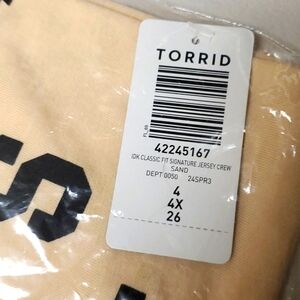 TORRID
42245167
IDK CLASSIC FIT SIGNATURE JERSEY CREW
SAND
DEPT 0050 24SPR3
4
4X
26
S